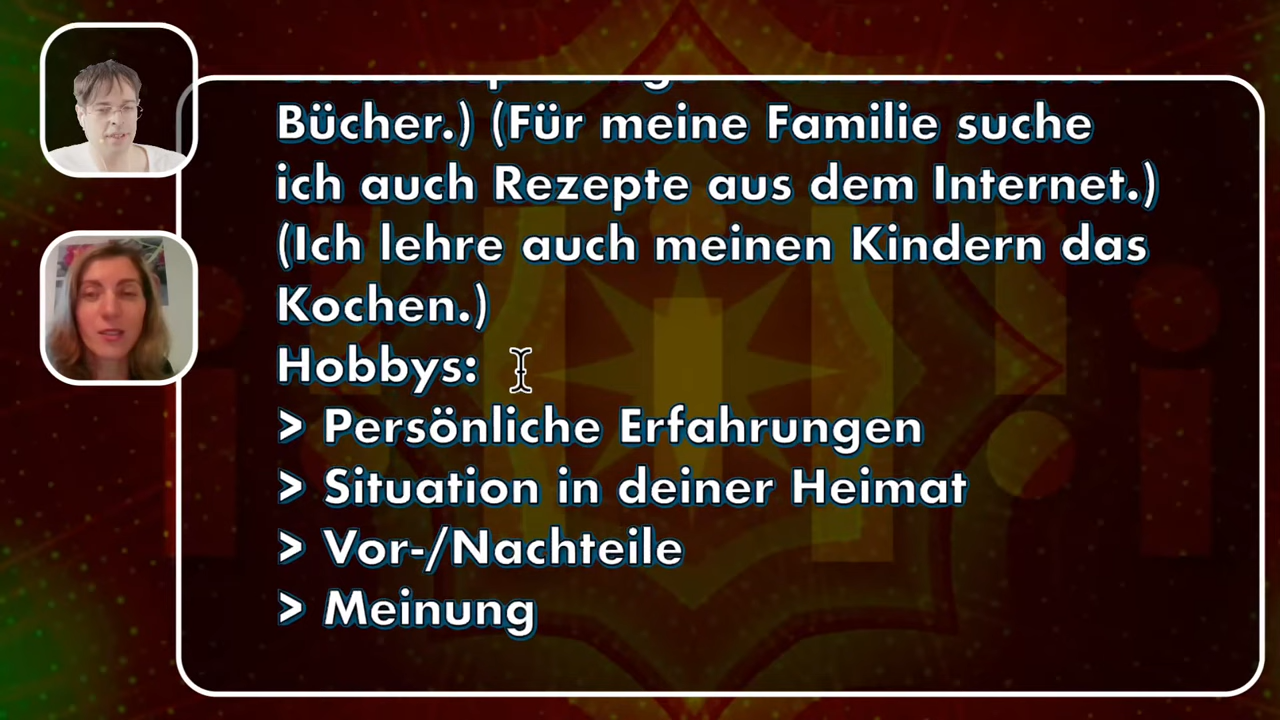 Bücher.) (Für meine Familie suche
ich auch Rezepte aus dem Internet.)
(Ich lehre auch meinen Kindern das
Kochen.)
Hobbys:
> Persönliche Erfahrungen
> Situation in deiner Heimat
> Vor-/Nachteile
> Meinung